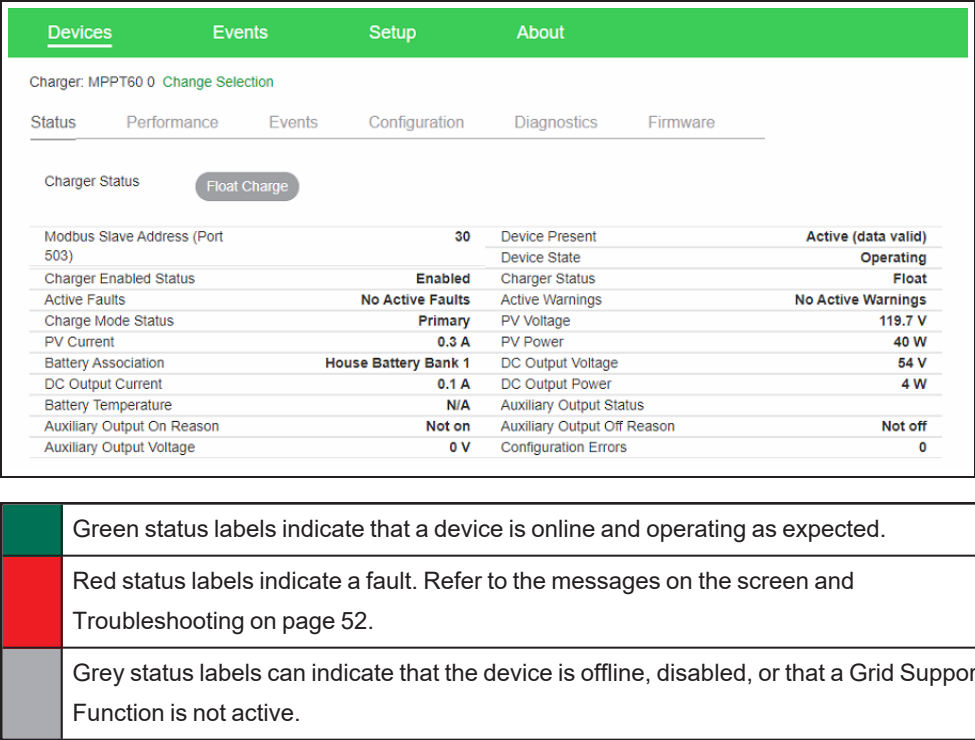 Devices Events Setup About
Charger: MPPT60 0 Change Selection
Status Performance Events Configuration Diagnostics Firmware
Charger Status Float Charge
Modbus Slave Address (Port 30 Device Present Active (data valid)
503) Device State Operating
Charger Enabled Status Enabled Charger Status Float
Active Faults No Active Faults Active Warnings No Active Warnings
Charge Mode Status Primary PV Voltage 119.7 V
PV Current 0.3 A PV Power 40 W
Battery Association House Battery Bank 1 DC Output Voltage 54 V
DC Output Current 0.1 A DC Output Power 4 W
Battery Temperature N/A Auxiliary Output Status
Auxiliary Output On Reason Not on Auxiliary Output Off Reason Not off
Auxiliary Output Voltage 0 V Configuration Errors 0
Green status labels indicate that a device is online and operating as expected.
Red status labels indicate a fault. Refer to the messages on the screen and
Troubleshooting on page 52.
Grey status labels can indicate that the device is offline, disabled, or that a Grid Suppor
Function is not active.